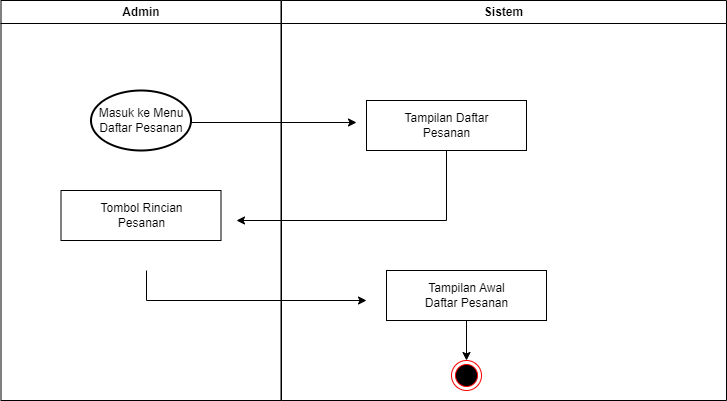 Admin
Sistem
Masuk ke Menu
Daftar Pesanan
Tampilan Daftar
Pesanan
Tombol Rincian
Pesanan
Tampilan Awal
Daftar Pesanan